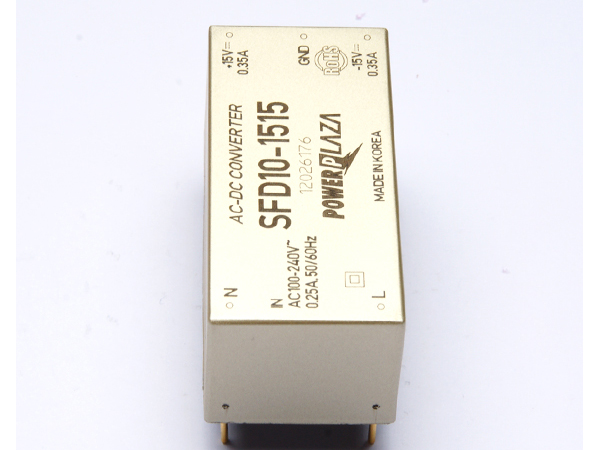 +15V⎓
0.35A
GND
RoHS
-15V⎓
0.35A
AC-DC CONVERTER
SFD10-1515
12026176
POWERPLAZA
MADE IN KOREA
N
IN
AC100-240V~
0.25A, 50/60Hz
L